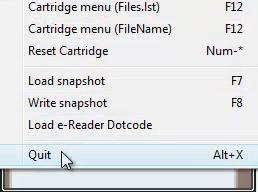 Cartridge menu (Files.lst) F12
Cartridge menu (FileName) F12
Reset Cartridge Num-*
Load snapshot F7
Write snapshot F8
Load e-Reader Dotcode
Quit Alt+X